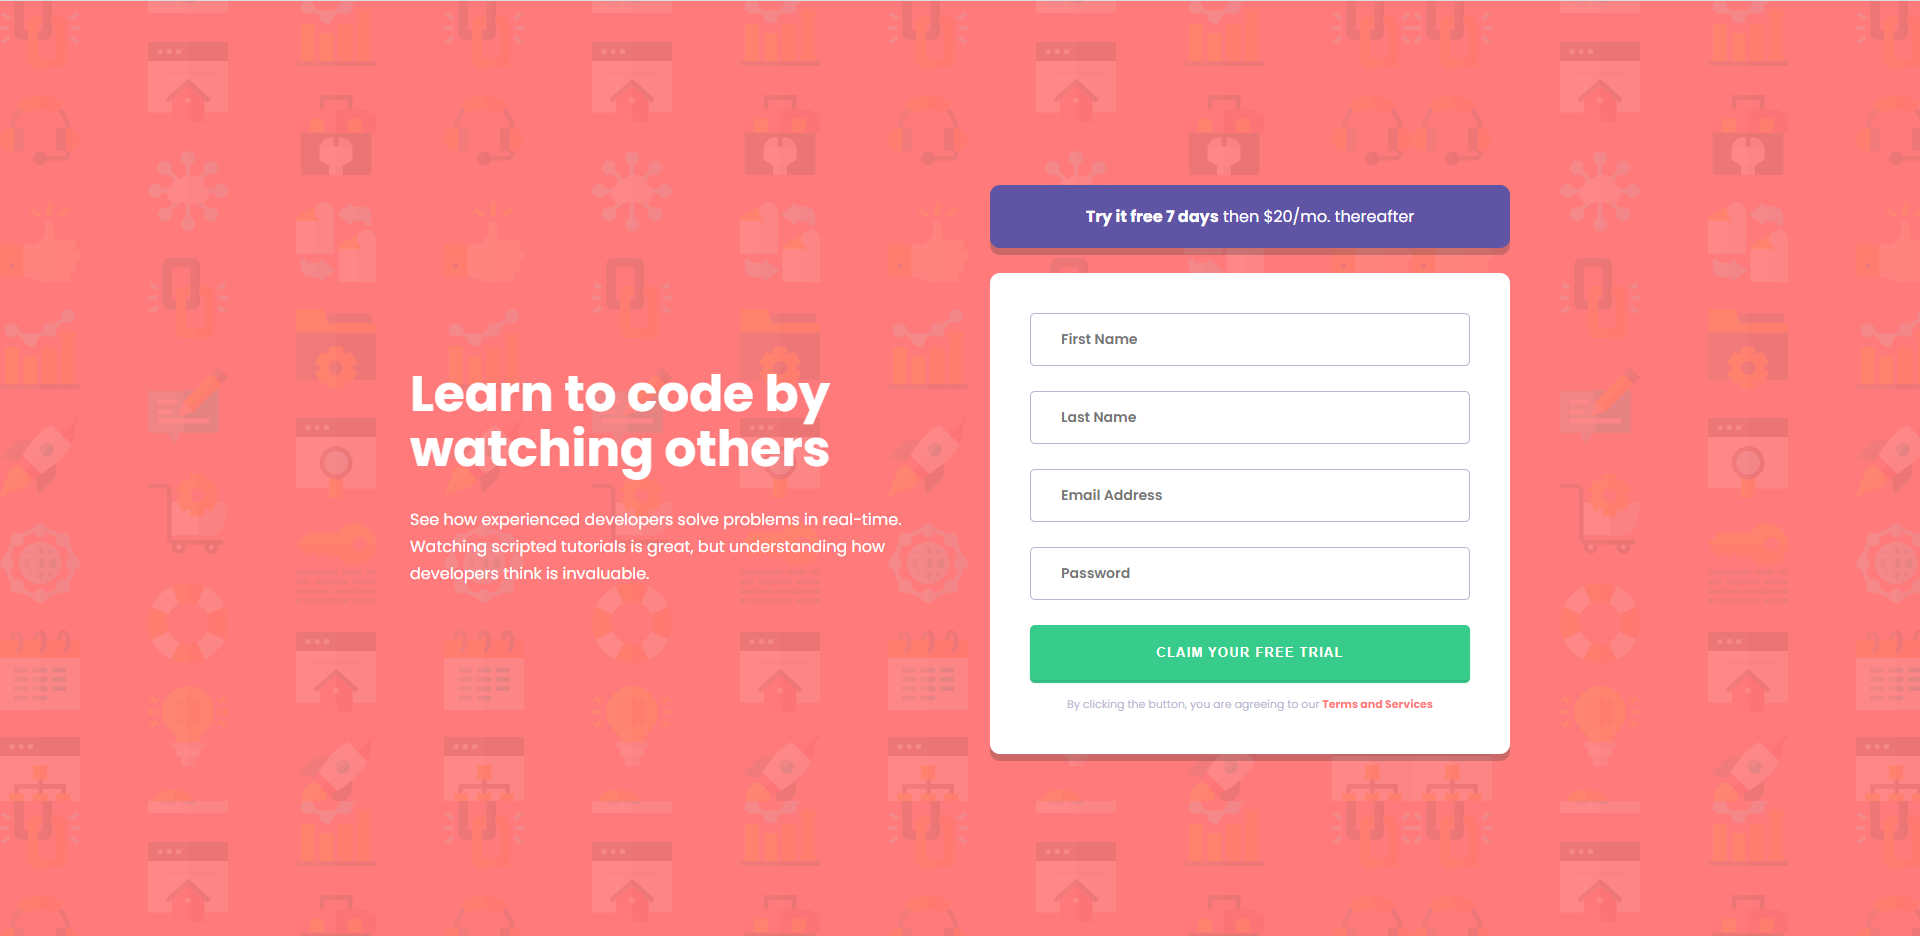 Learn to code by
watching others
See how experienced developers solve problems in real-time.
Watching scripted tutorials is great, but understanding how
developers think is invaluable.
Try it free 7 days then $20/mo. thereafter
First Name
Last Name
Email Address
Password
CLAIM YOUR FREE TRIAL
By clicking the button, you are agreeing to our Terms and Services